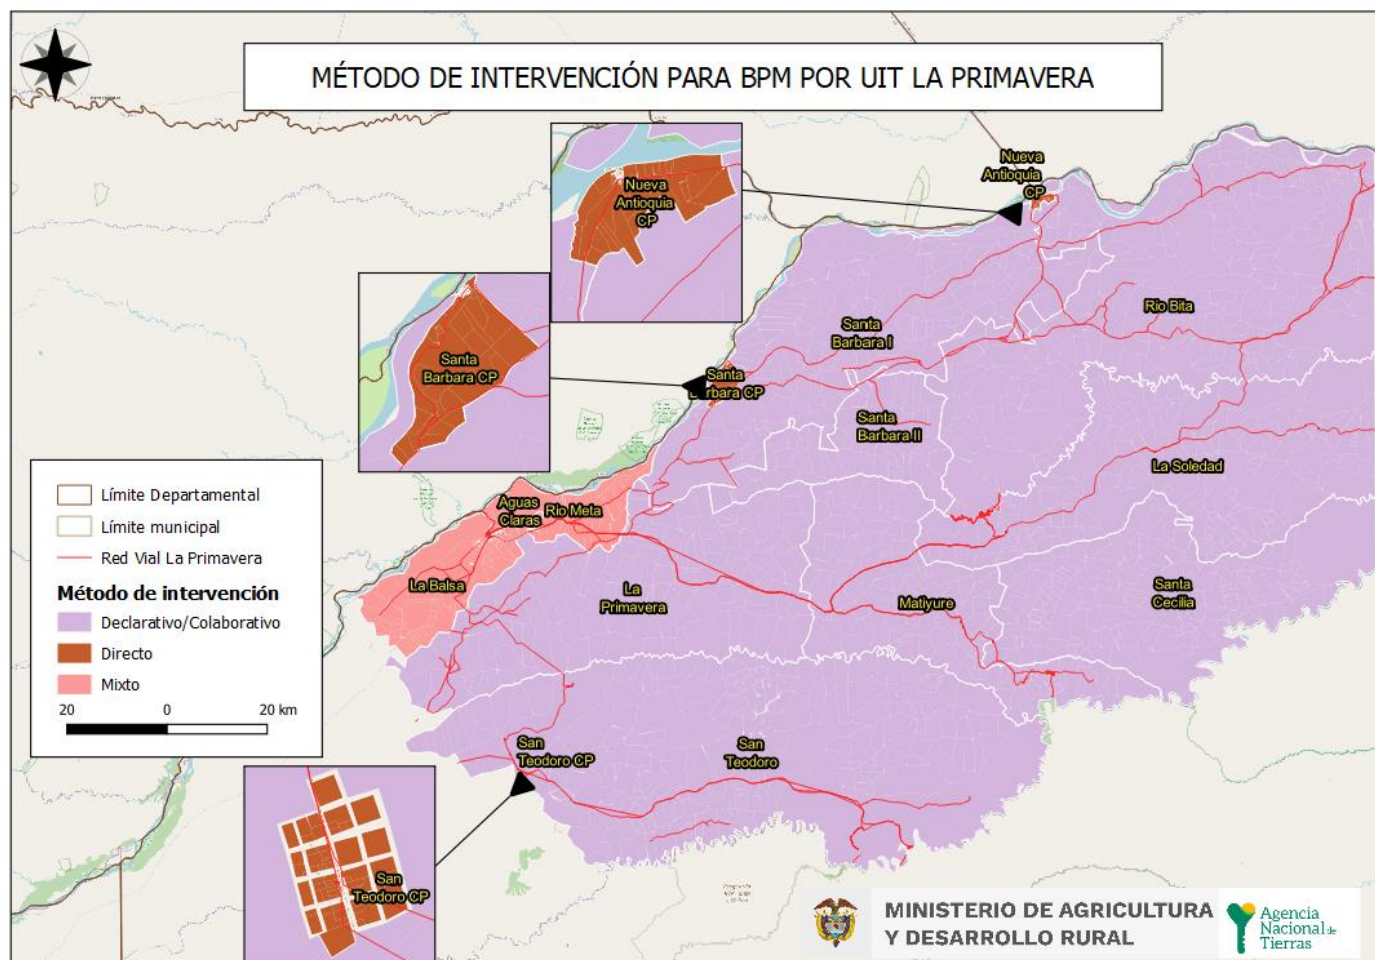 MÉTODO DE INTERVENCIÓN PARA BPM POR UIT LA PRIMAVERA
Nueva
Antioquia
CP
Nueva
Antioquia
CP
Santa
Barbara CP
Santa
Barbara I
Rio Bita
Santa
Barbara CP
Santa
Barbara II
La Soledad
Aguas
Claras
Rio Meta
La Balsa
La
Primavera
Matiyure
Santa
Cecilia
San
Teodoro CP
San
Teodoro
San
Teodoro CP
Límite Departamental
Límite municipal
Red Vial La Primavera
Método de intervención
Declarativo/Colaborativo
Directo
Mixto
20 0 20 km
MINISTERIO DE AGRICULTURA
Y DESARROLLO RURAL
Agencia
Nacional de
Tierras